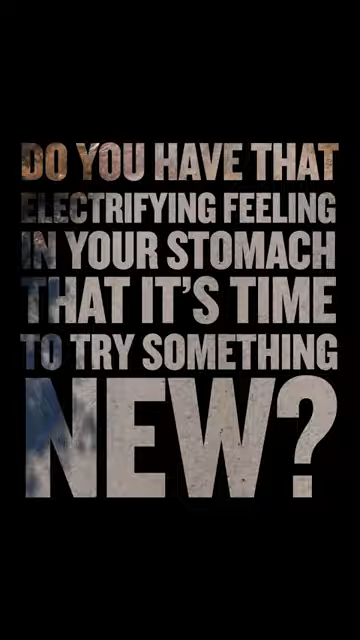 DO YOU HAVE THAT
ELECTRIFYING FEELING
IN YOUR STOMACH
THAT IT'S TIME
TO TRY SOMETHING
NEW?